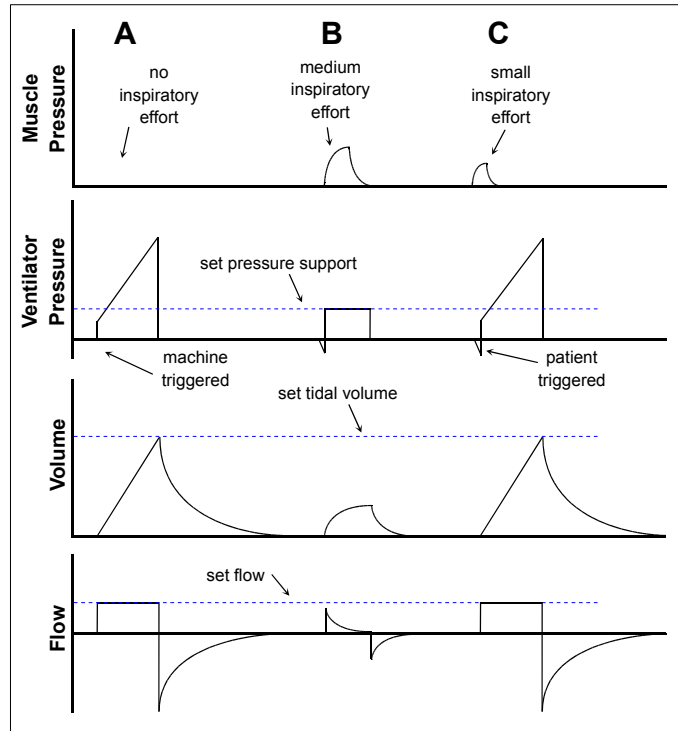 A
B
C
Muscle
Pressure
no
inspiratory
effort
medium
inspiratory
effort
small
inspiratory
effort
Ventilator
Pressure
set pressure support
machine
triggered
patient
triggered
Volume
set tidal volume
Flow
set flow